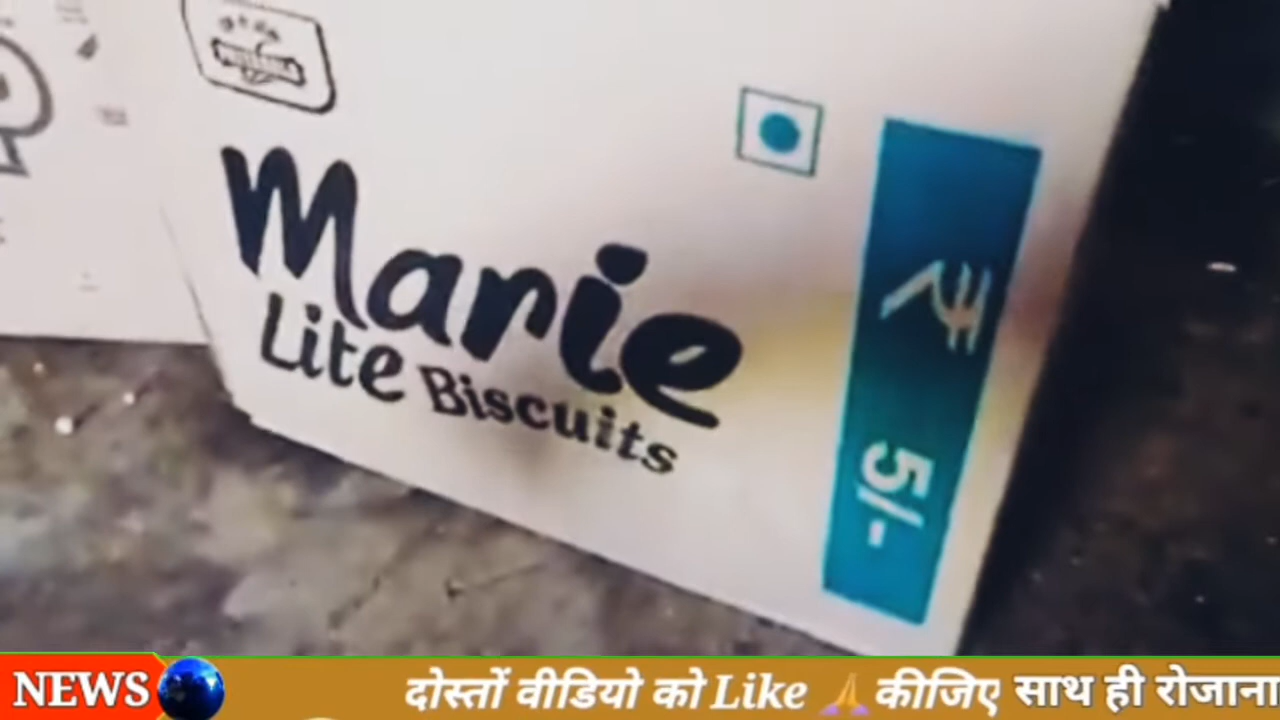 Marie
Lite Biscuits
₹ 5/-
NEWS
दोस्तों वीडियो को Like 🙏 कीजिए साथ ही रोजाना